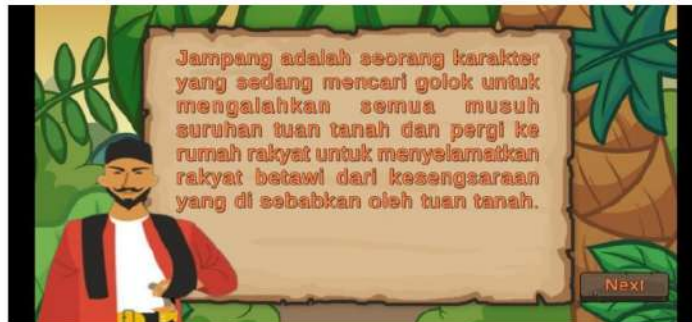 Jampang adalah seorang karakter
yang sedang mencari golok untuk
mengalahkan semua musuh
suruhan tuan tanah dan pergi ke
rumah rakyat untuk menyelamatkan
rakyat betawi dari kesengsaraan
yang di sebabkan oleh tuan tanah.
Next